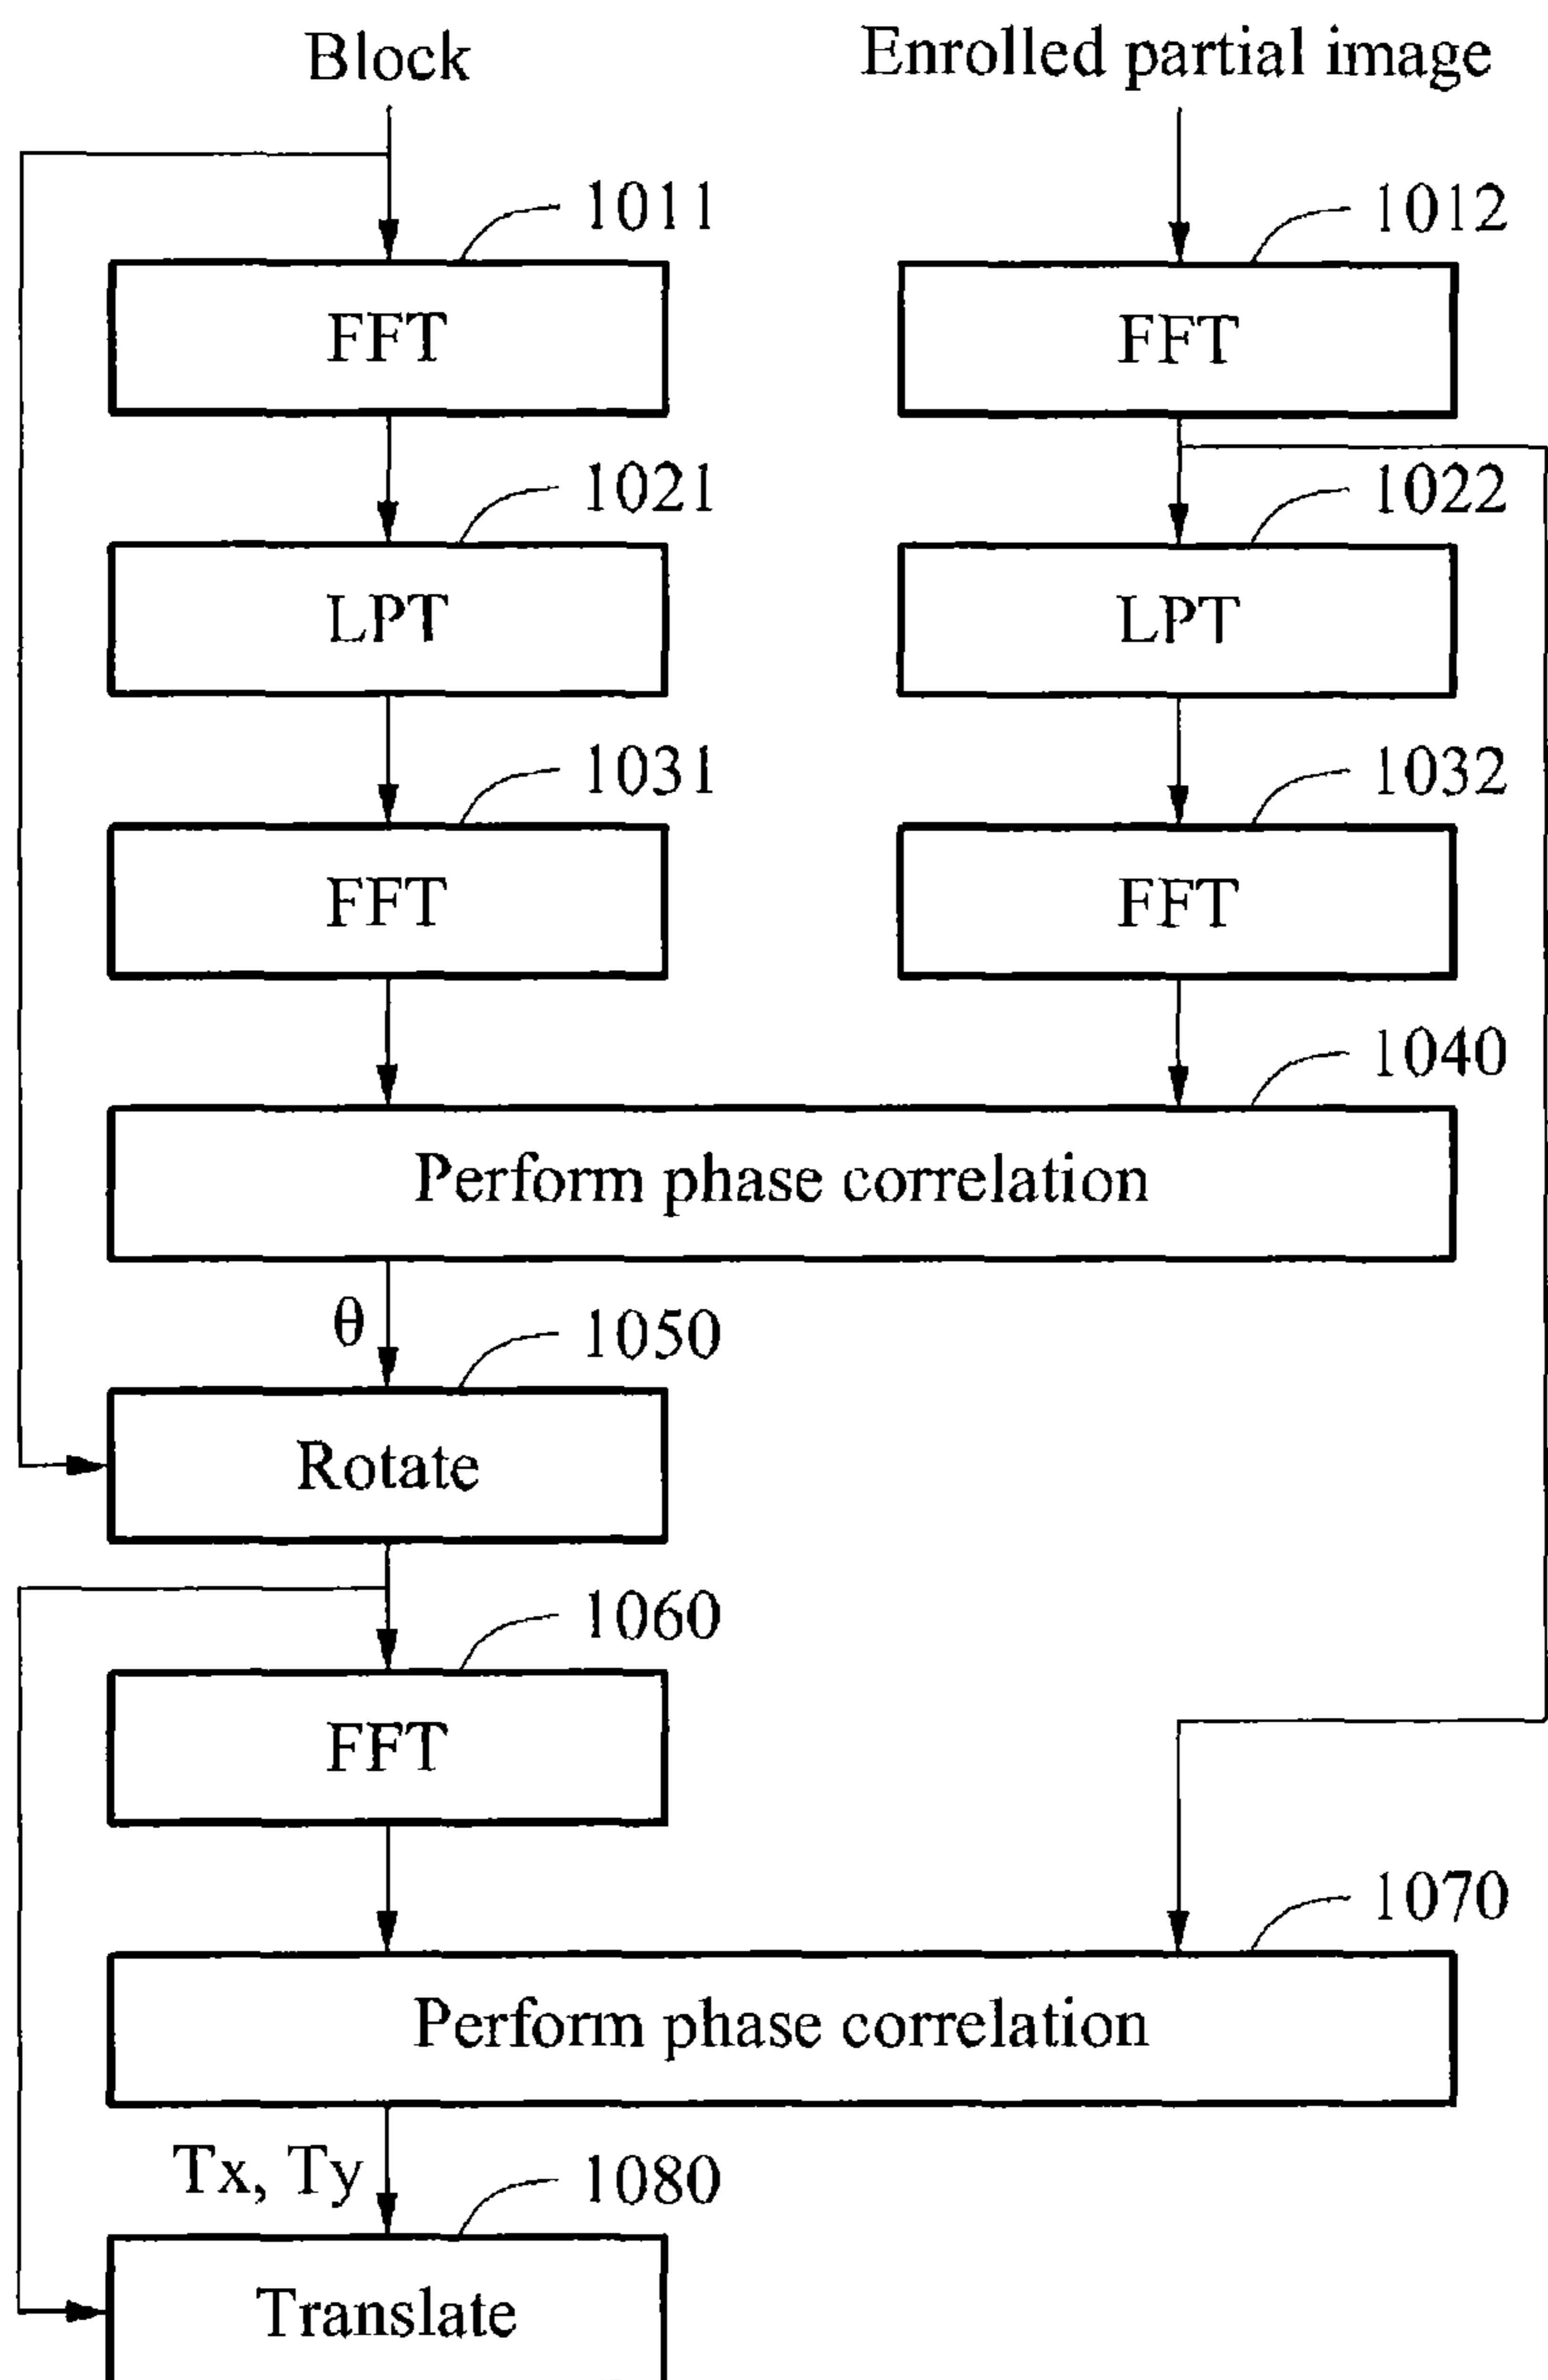 Block
Enrolled partial image
1011
1012
FFT
FFT
1021
1022
LPT
LPT
1031
1032
FFT
FFT
1040
Perform phase correlation
θ
1050
Rotate
1060
FFT
1070
Perform phase correlation
Tx, Ty
1080
Translate